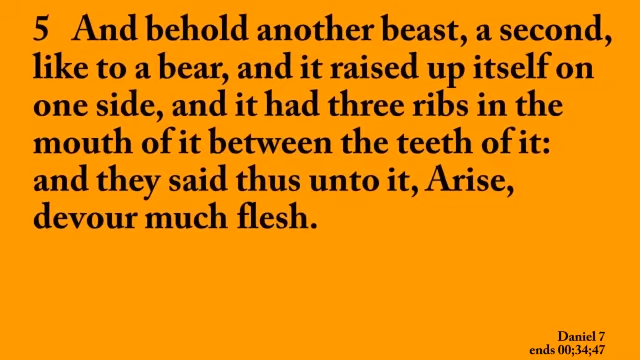 5 And behold another beast, a second,
like to a bear, and it raised up itself on
one side, and it had three ribs in the
mouth of it between the teeth of it:
and they said thus unto it, Arise,
devour much flesh.
Daniel 7
ends 00;34;47